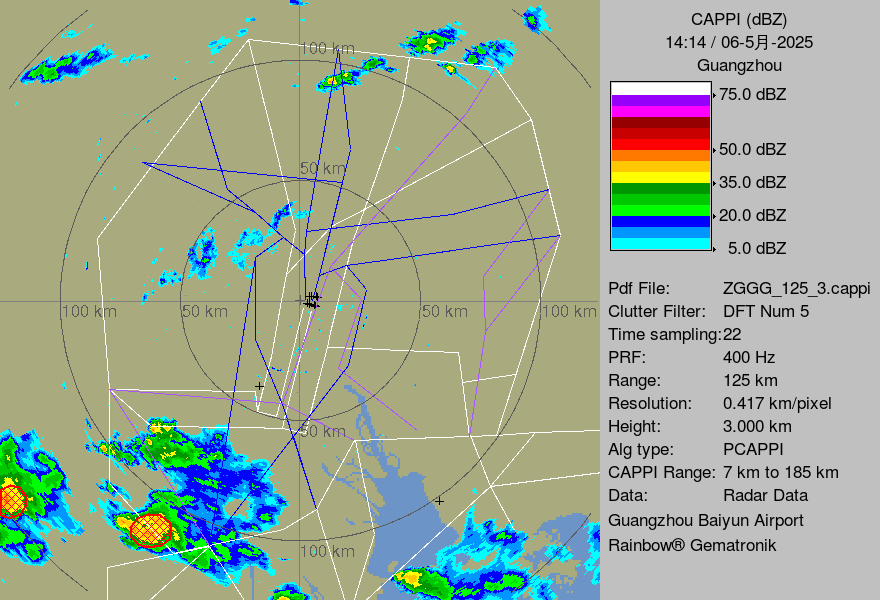 CAPPI (dBZ)
14:14 / 06-5月-2025
Guangzhou
75.0 dBZ
50.0 dBZ
35.0 dBZ
20.0 dBZ
5.0 dBZ
Pdf File: ZGGG_125_3.cappi
Clutter Filter: DFT Num 5
Time sampling:22
PRF: 400 Hz
Range: 125 km
Resolution: 0.417 km/pixel
Height: 3.000 km
Alg type: PCAPPI
CAPPI Range: 7 km to 185 km
Data: Radar Data
Guangzhou Baiyun Airport
Rainbow® Gematronik
100 km
50 km
100 km
50 km
50 km
100 km
50 km
100 km